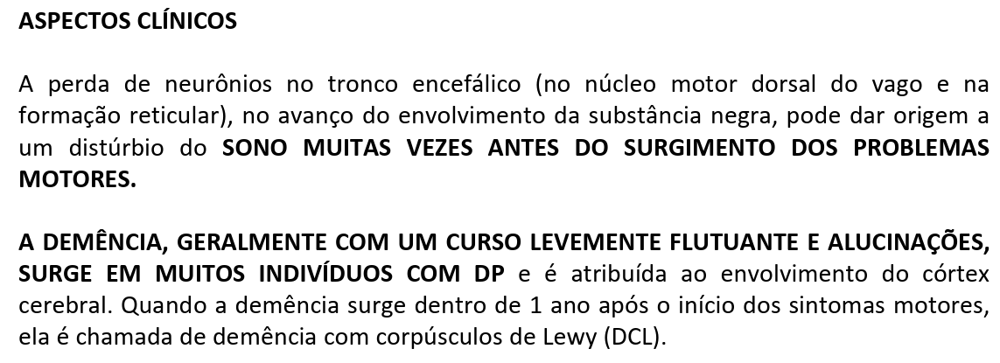 ASPECTOS CLÍNICOS
A perda de neurônios no tronco encefálico (no núcleo motor dorsal do vago e na
formação reticular), no avanço do envolvimento da substância negra, pode dar origem a
um distúrbio do SONO MUITAS VEZES ANTES DO SURGIMENTO DOS PROBLEMAS
MOTORES.
A DEMÊNCIA, GERALMENTE COM UM CURSO LEVEMENTE FLUTUANTE E ALUCINAÇÕES,
SURGE EM MUITOS INDIVÍDUOS COM DP e é atribuída ao envolvimento do córtex
cerebral. Quando a demência surge dentro de 1 ano após o início dos sintomas motores,
ela é chamada de demência com corpúsculos de Lewy (DCL).